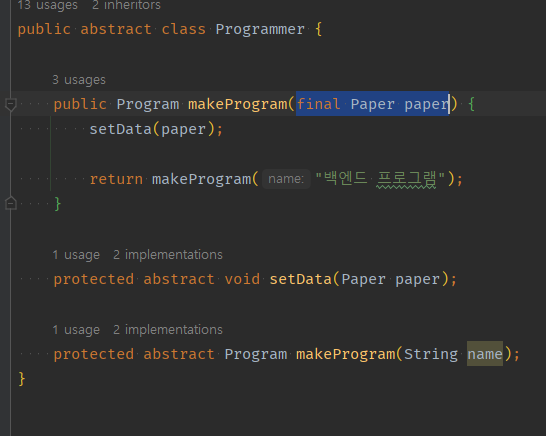 13 usages 2 inheritors
public abstract class Programmer {
3 usages
public Program makeProgram(final Paper paper) {
setData(paper);
return makeProgram( name: "백엔드 프로그램");
}
1 usage 2 implementations
protected abstract void setData(Paper paper);
1 usage 2 implementations
protected abstract Program makeProgram(String name);
}